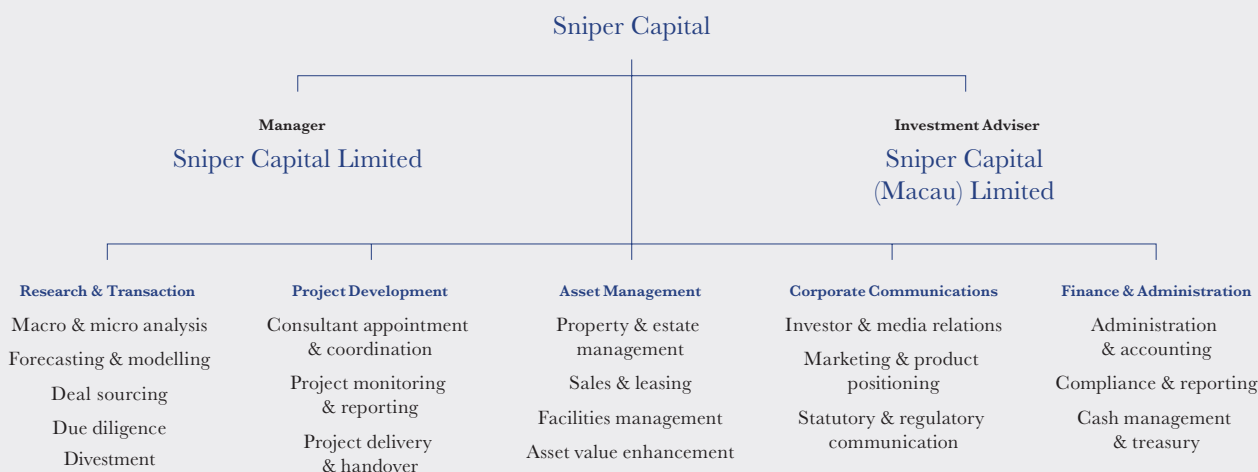 Sniper Capital
Manager
Sniper Capital Limited
Investment Adviser
Sniper Capital
(Macau) Limited
Research & Transaction
Macro & micro analysis
Forecasting & modelling
Deal sourcing
Due diligence
Divestment
Project Development
Consultant appointment
& coordination
Project monitoring
& reporting
Project delivery
& handover
Asset Management
Property & estate
management
Sales & leasing
Facilities management
Asset value enhancement
Corporate Communications
Investor & media relations
Marketing & product
positioning
Statutory & regulatory
communication
Finance & Administration
Administration
& accounting
Compliance & reporting
Cash management
& treasury